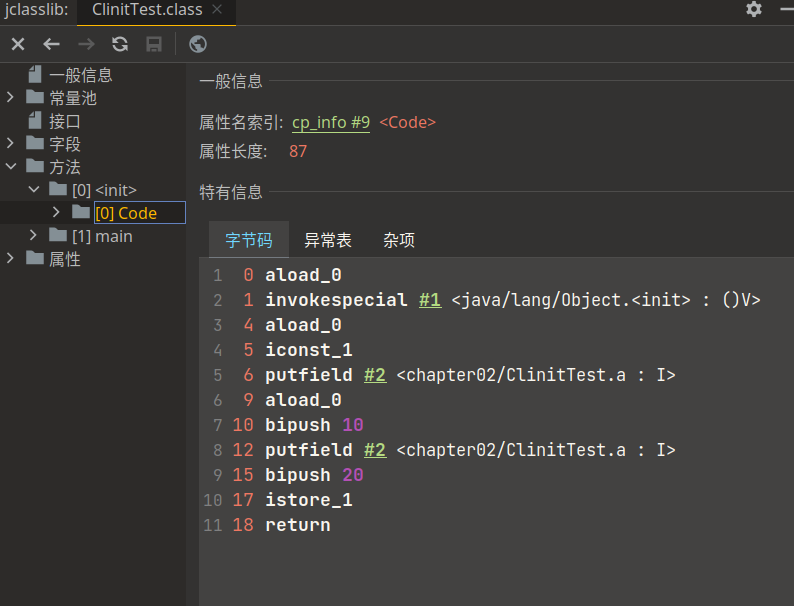 jclasslib: ClinitTest.class
一般信息
常量池
接口
字段
方法
[0] <init>
[0] Code
[1] main
属性
一般信息
属性名索引: cp_info #9 <Code>
属性长度: 87
特有信息
字节码 异常表 杂项
1 0 aload_0
2 1 invokespecial #1 <java/lang/Object.<init> : ()V>
3 4 aload_0
4 5 iconst_1
5 6 putfield #2 <chapter02/ClinitTest.a : I>
6 9 aload_0
7 10 bipush 10
8 12 putfield #2 <chapter02/ClinitTest.a : I>
9 15 bipush 20
10 17 istore_1
11 18 return